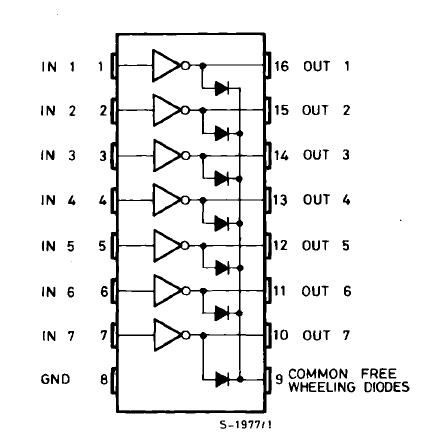 IN 1 1 16 OUT 1
IN 2 2 15 OUT 2
IN 3 3 14 OUT 3
IN 4 4 13 OUT 4
IN 5 5 12 OUT 5
IN 6 6 11 OUT 6
IN 7 7 10 OUT 7
GND 8 9 COMMON FREE
WHEELING DIODES
S-1977/1